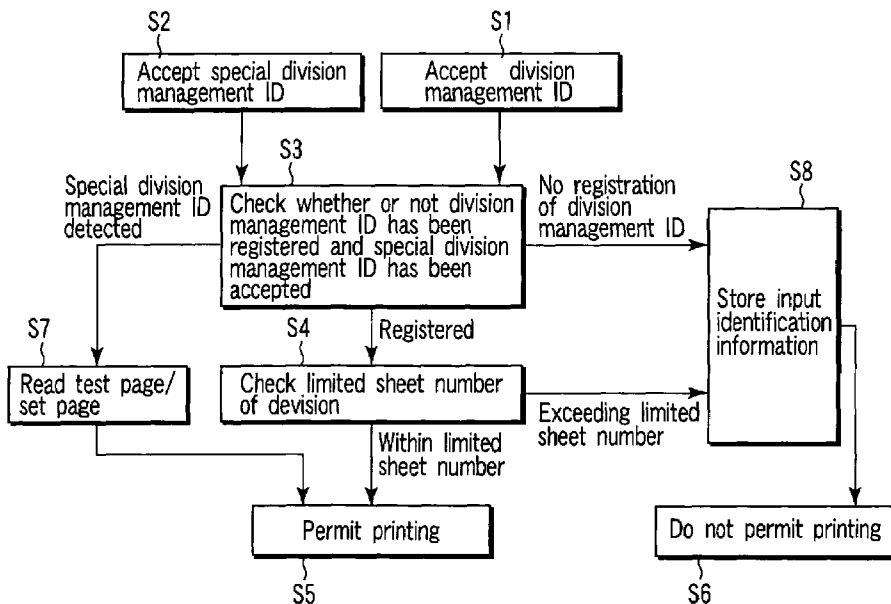 S2
S1
Accept special division
management ID
Accept division
management ID
S3
Special division
management ID
detected
Check whether or not division
management ID has been
registered and special division
management ID has been
accepted
No registration
of division
management ID
S8
Store input
identification
information
S7
Read test page/
set page
S4
Registered
Check limited sheet number
of devision
Exceeding limited
sheet number
Within limited
sheet number
Permit printing
S5
Do not permit printing
S6